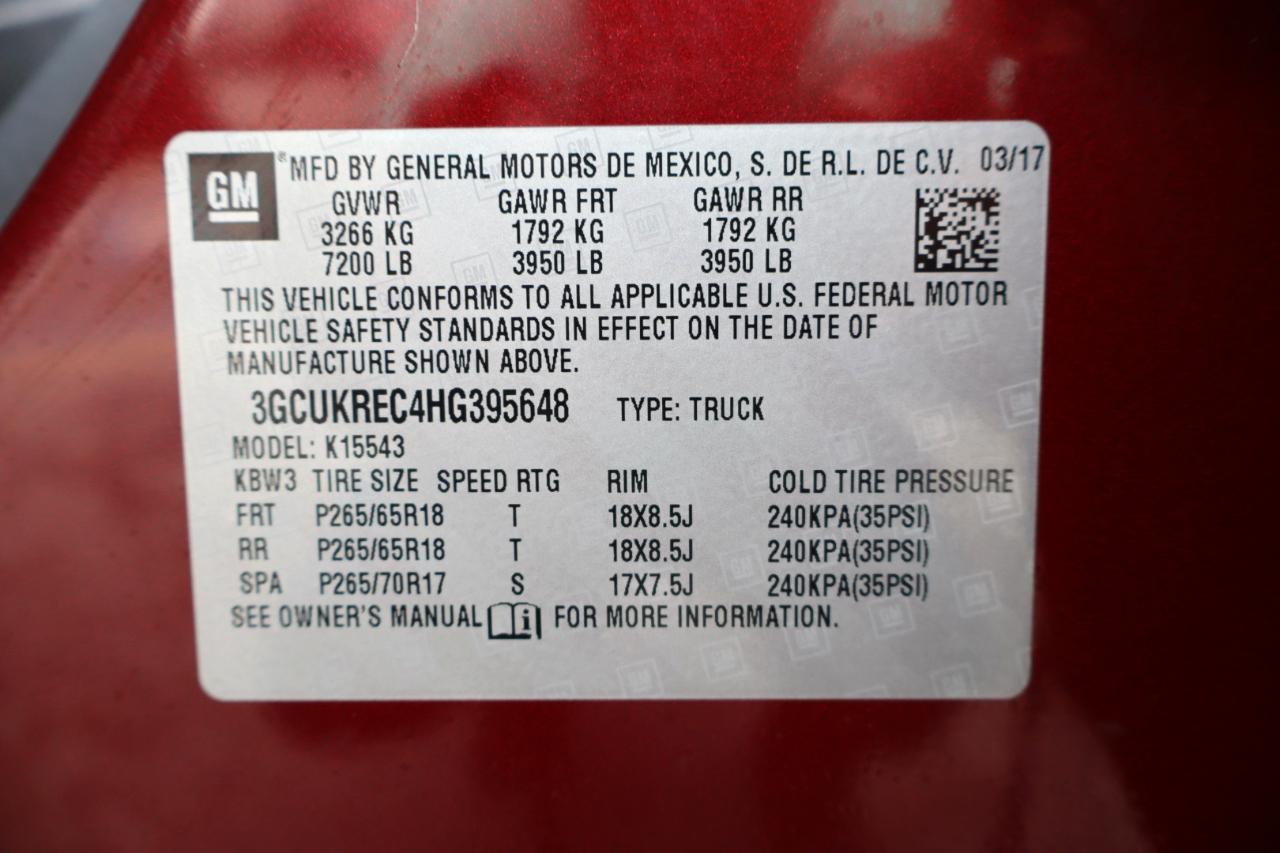 GM ® MFD BY GENERAL MOTORS DE MEXICO, S. DE R.L. DE C.V. 03/17
GVWR GAWR FRT GAWR RR
3266 KG 1792 KG 1792 KG
7200 LB 3950 LB 3950 LB
THIS VEHICLE CONFORMS TO ALL APPLICABLE U.S. FEDERAL MOTOR
VEHICLE SAFETY STANDARDS IN EFFECT ON THE DATE OF
MANUFACTURE SHOWN ABOVE.
3GCUKREC4HG395648 TYPE: TRUCK
MODEL: K15543
KBW3 TIRE SIZE SPEED RTG RIM COLD TIRE PRESSURE
FRT P265/65R18 T 18X8.5J 240KPA(35PSI)
RR P265/65R18 T 18X8.5J 240KPA(35PSI)
SPA P265/70R17 S 17X7.5J 240KPA(35PSI)
SEE OWNER'S MANUAL i FOR MORE INFORMATION.